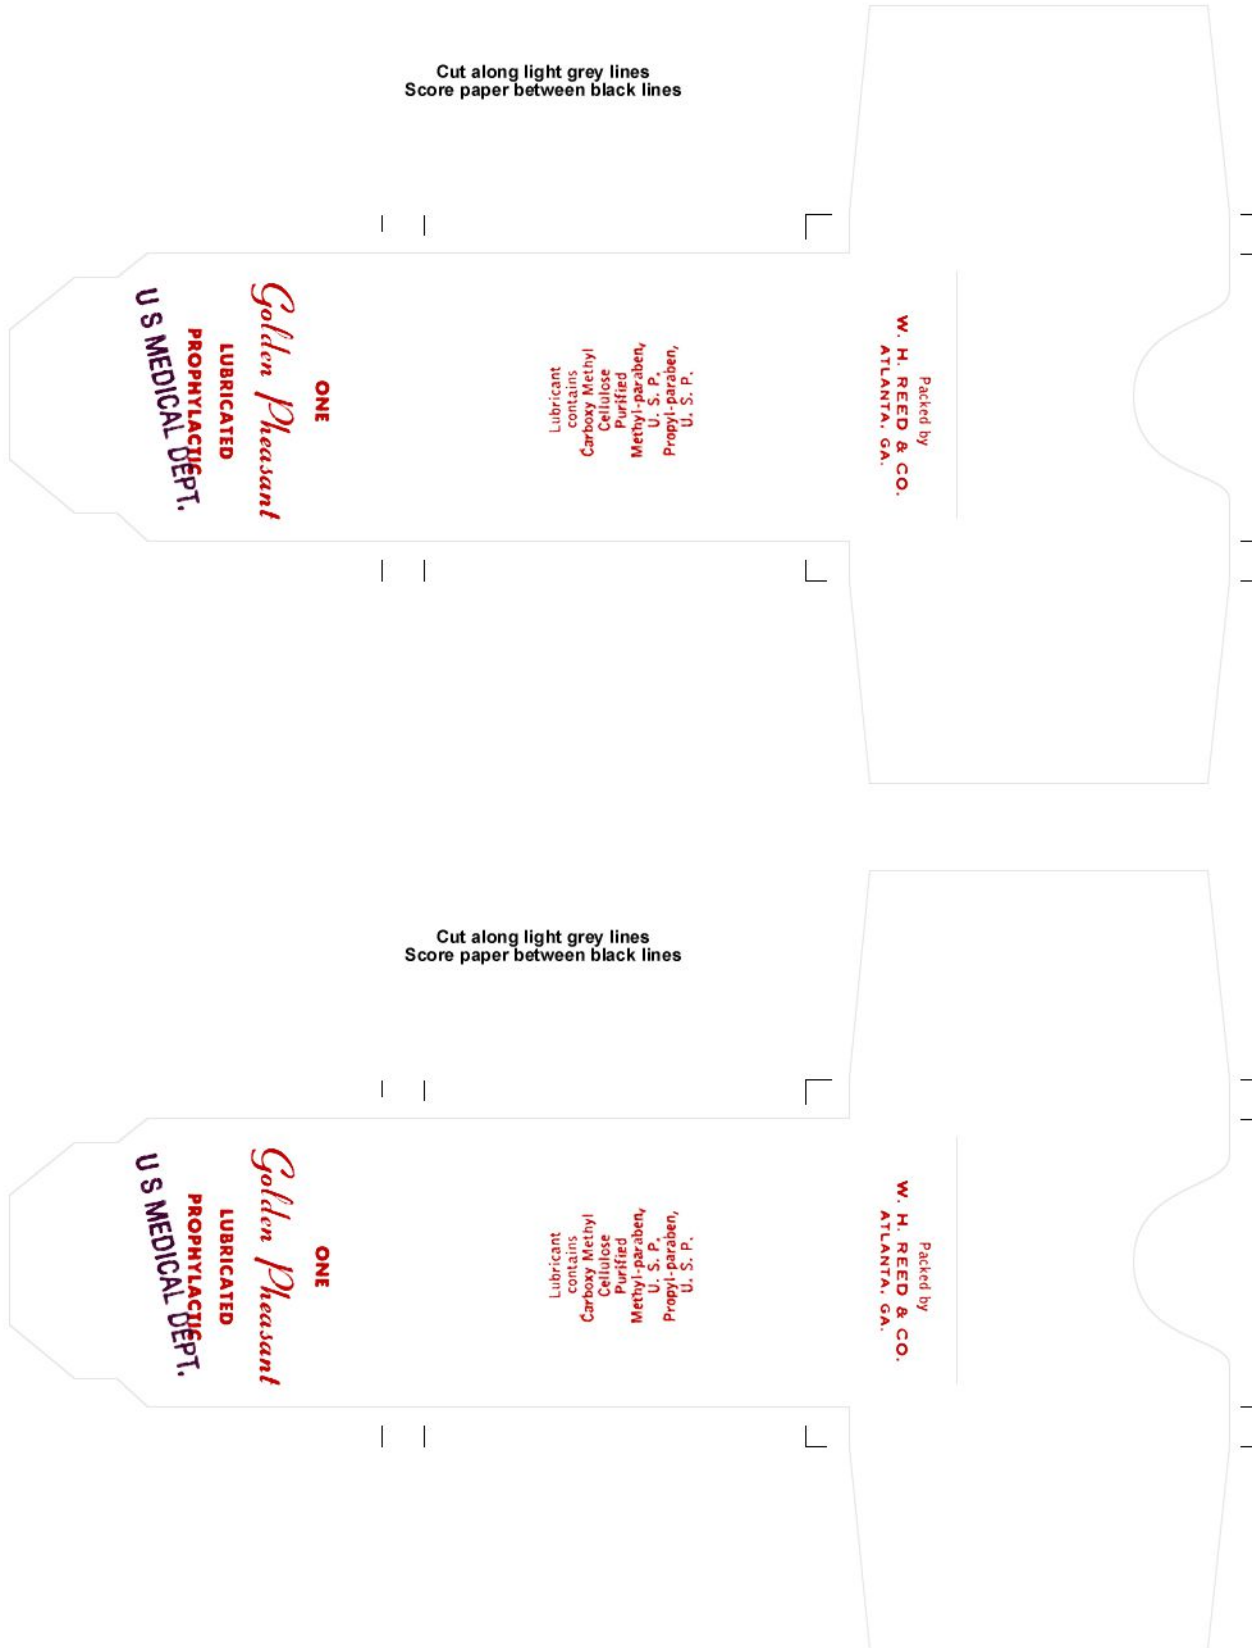 Cut along light grey lines
Score paper between black lines
ONE
Golden Pheasant
LUBRICATED
PROPHYLACTIC
U S MEDICAL DEPT.
Lubricant
contains
Carboxy Methyl
Cellulose
Purified
Methyl-paraben,
U. S. P.
Propyl-paraben,
U. S. P.
Packed by
W. H. REED & CO.
ATLANTA, GA.
Cut along light grey lines
Score paper between black lines
ONE
Golden Pheasant
LUBRICATED
PROPHYLACTIC
U S MEDICAL DEPT.
Lubricant
contains
Carboxy Methyl
Cellulose
Purified
Methyl-paraben,
U. S. P.
Propyl-paraben,
U. S. P.
Packed by
W. H. REED & CO.
ATLANTA, GA.